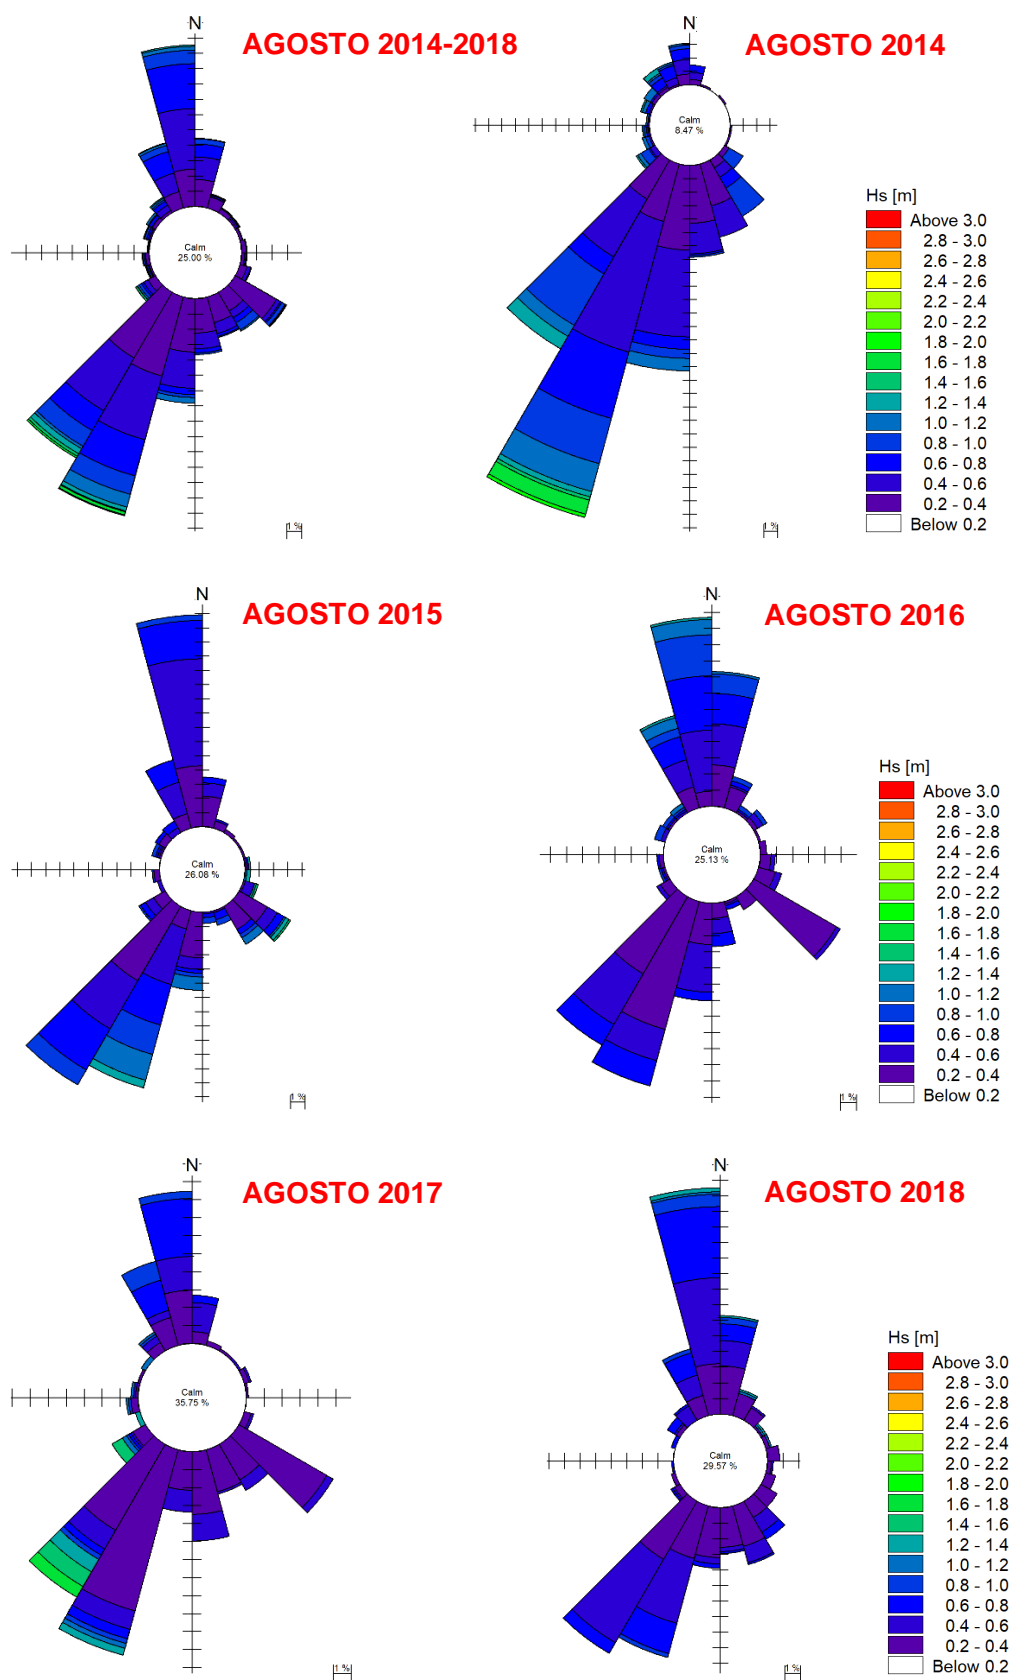 N
AGOSTO 2014-2018
Calm
25.00 %
1 %
N
AGOSTO 2014
Calm
8.47 %
1 %
Hs [m]
Above 3.0
2.8 - 3.0
2.6 - 2.8
2.4 - 2.6
2.2 - 2.4
2.0 - 2.2
1.8 - 2.0
1.6 - 1.8
1.4 - 1.6
1.2 - 1.4
1.0 - 1.2
0.8 - 1.0
0.6 - 0.8
0.4 - 0.6
0.2 - 0.4
Below 0.2
N
AGOSTO 2015
Calm
26.08 %
1 %
N
AGOSTO 2016
Calm
25.13 %
1 %
Hs [m]
Above 3.0
2.8 - 3.0
2.6 - 2.8
2.4 - 2.6
2.2 - 2.4
2.0 - 2.2
1.8 - 2.0
1.6 - 1.8
1.4 - 1.6
1.2 - 1.4
1.0 - 1.2
0.8 - 1.0
0.6 - 0.8
0.4 - 0.6
0.2 - 0.4
Below 0.2
N
AGOSTO 2017
Calm
35.75 %
1 %
N
AGOSTO 2018
Calm
29.57 %
1 %
Hs [m]
Above 3.0
2.8 - 3.0
2.6 - 2.8
2.4 - 2.6
2.2 - 2.4
2.0 - 2.2
1.8 - 2.0
1.6 - 1.8
1.4 - 1.6
1.2 - 1.4
1.0 - 1.2
0.8 - 1.0
0.6 - 0.8
0.4 - 0.6
0.2 - 0.4
Below 0.2